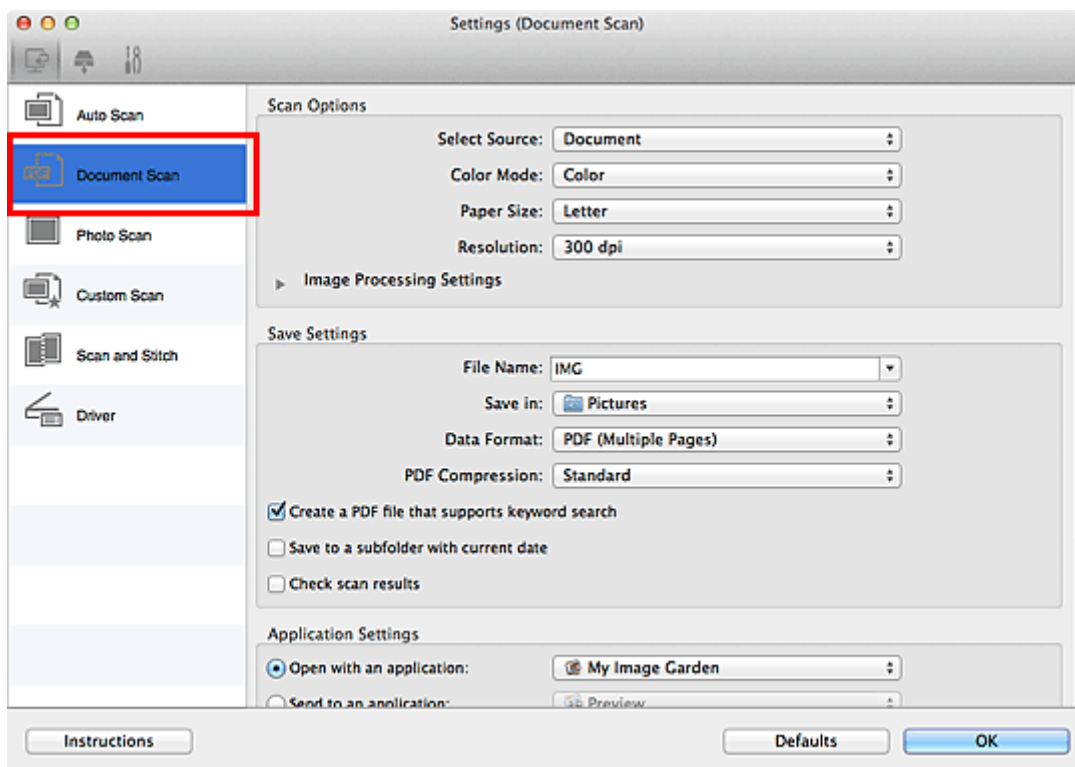 Settings (Document Scan)
Auto Scan
PDF
Document Scan
Photo Scan
Custom Scan
Scan and Stitch
Driver
Scan Options
Select Source: Document
Color Mode: Color
Paper Size: Letter
Resolution: 300 dpi
Image Processing Settings
Save Settings
File Name: IMG
Save in: Pictures
Data Format: PDF (Multiple Pages)
PDF Compression: Standard
Create a PDF file that supports keyword search
Save to a subfolder with current date
Check scan results
Application Settings
Open with an application: My Image Garden
Send to an application: Preview
Instructions
Defaults
OK